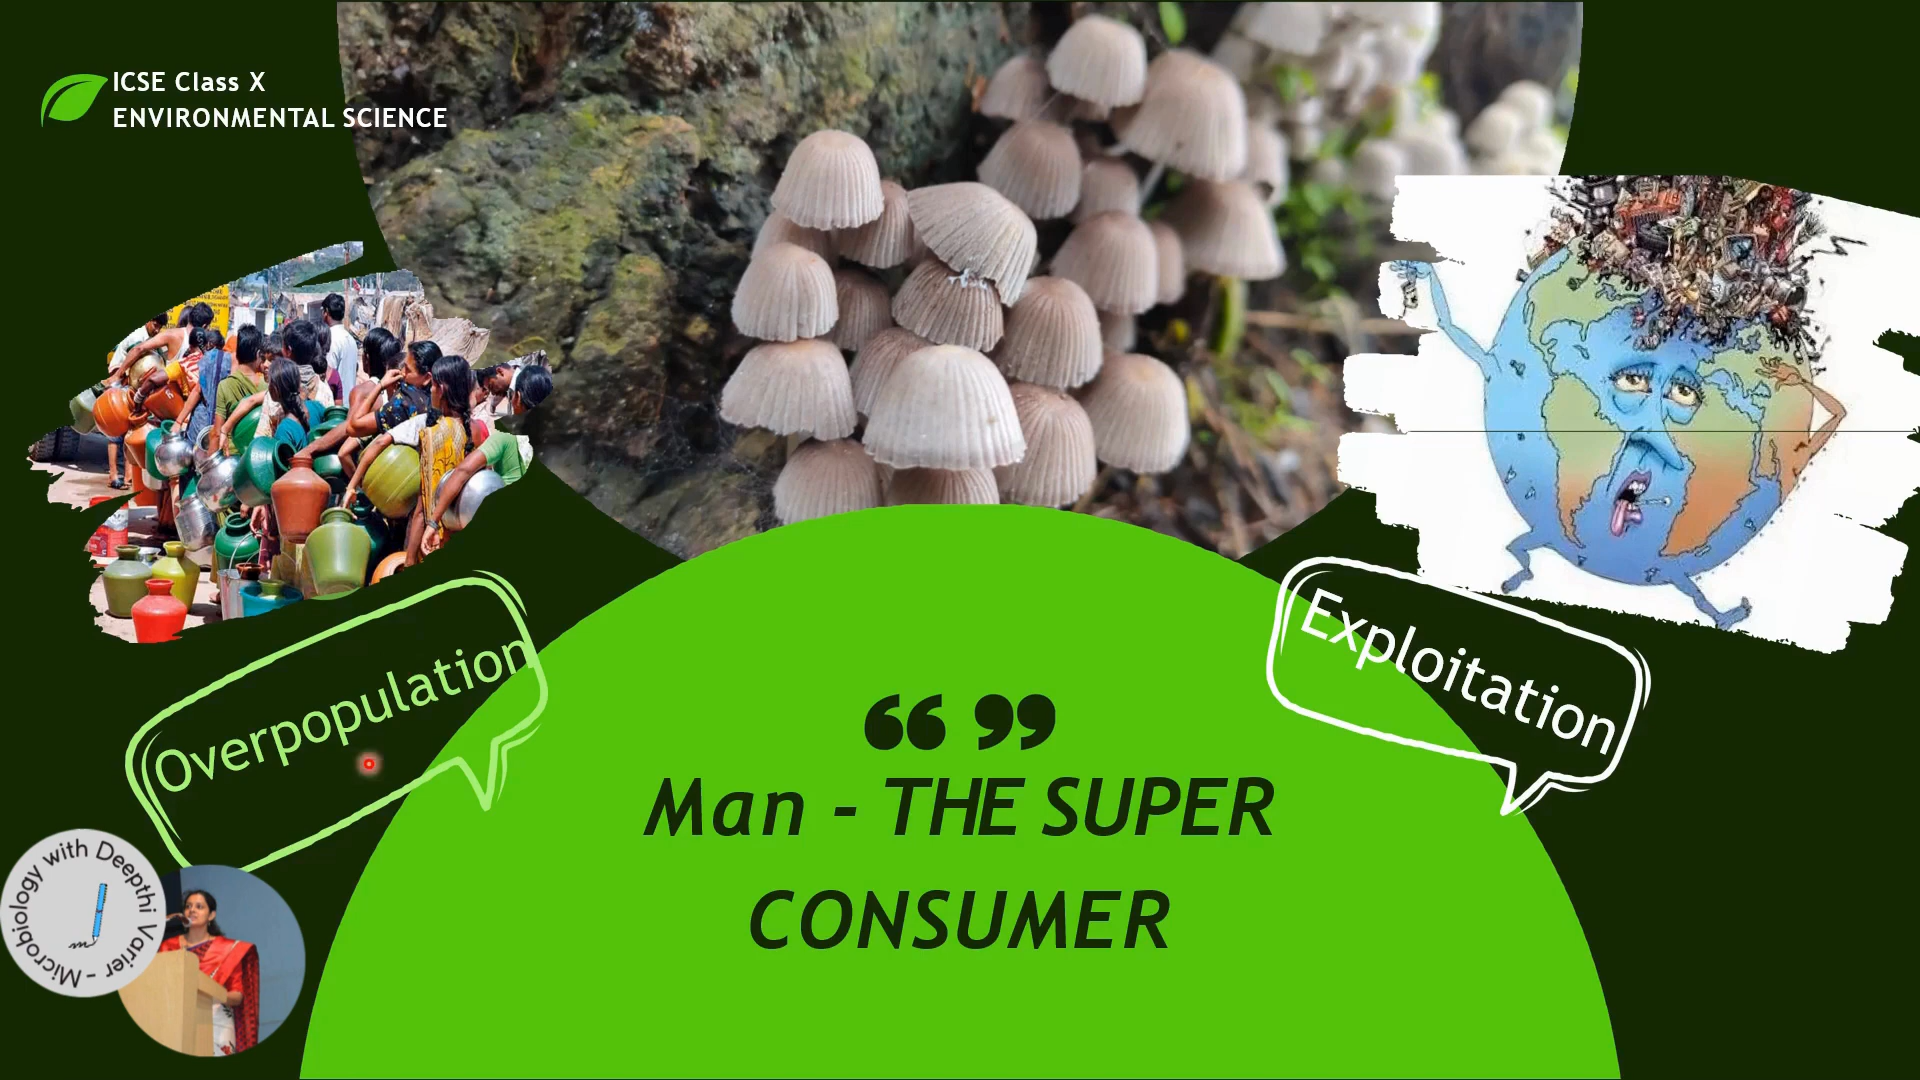 ICSE Class X
ENVIRONMENTAL SCIENCE
Overpopulation
Exploitation
“ ”
Man - THE SUPER
CONSUMER
Microbiology with Deepthi Varier -